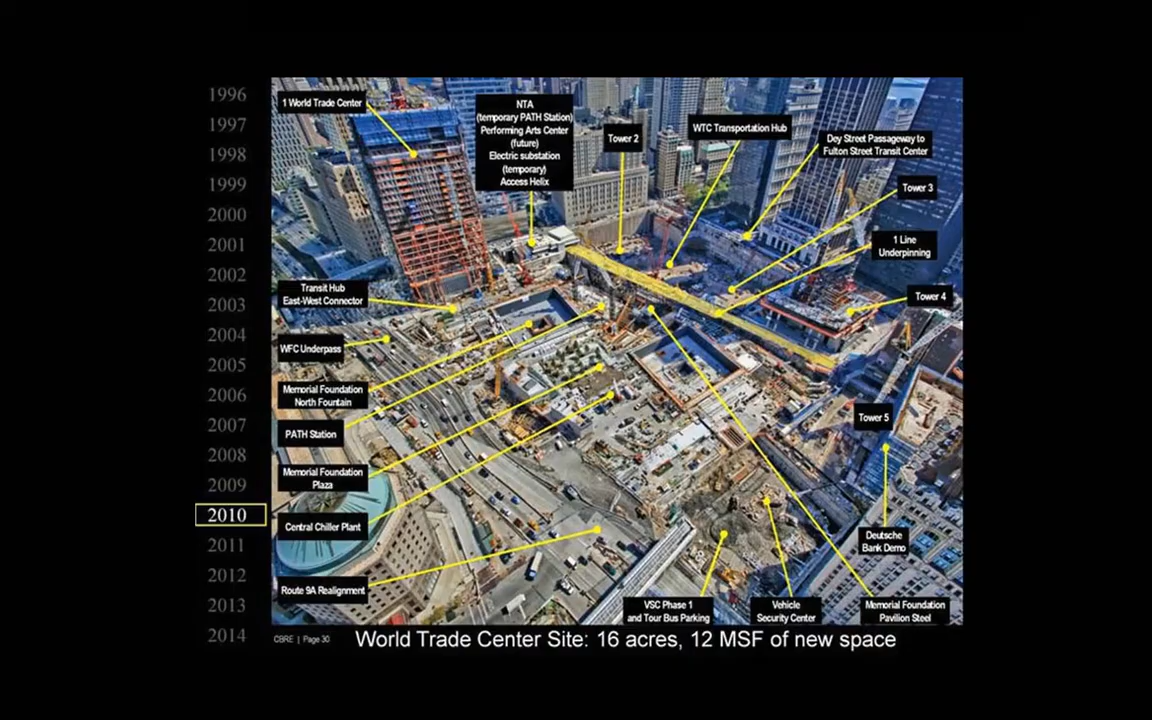 1996
1997
1998
1999
2000
2001
2002
2003
2004
2005
2006
2007
2008
2009
2010
2011
2012
2013
2014
1 World Trade Center
NTA
(temporary PATH Station)
Performing Arts Center
(future)
Electric substation
(temporary)
Access Helix
Tower 2
WTC Transportation Hub
Dey Street Passageway to
Fulton Street Transit Center
Tower 3
1 Line
Underpinning
Tower 4
Transit Hub
East-West Connector
WFC Underpass
Memorial Foundation
North Fountain
PATH Station
Memorial Foundation
Plaza
Central Chiller Plant
Route 9A Realignment
Tower 5
Deutsche
Bank Demo
VSC Phase 1
and Tour Bus Parking
Vehicle
Security Center
Memorial Foundation
Pavilion Steel
CBRE | Page 30
World Trade Center Site: 16 acres, 12 MSF of new space